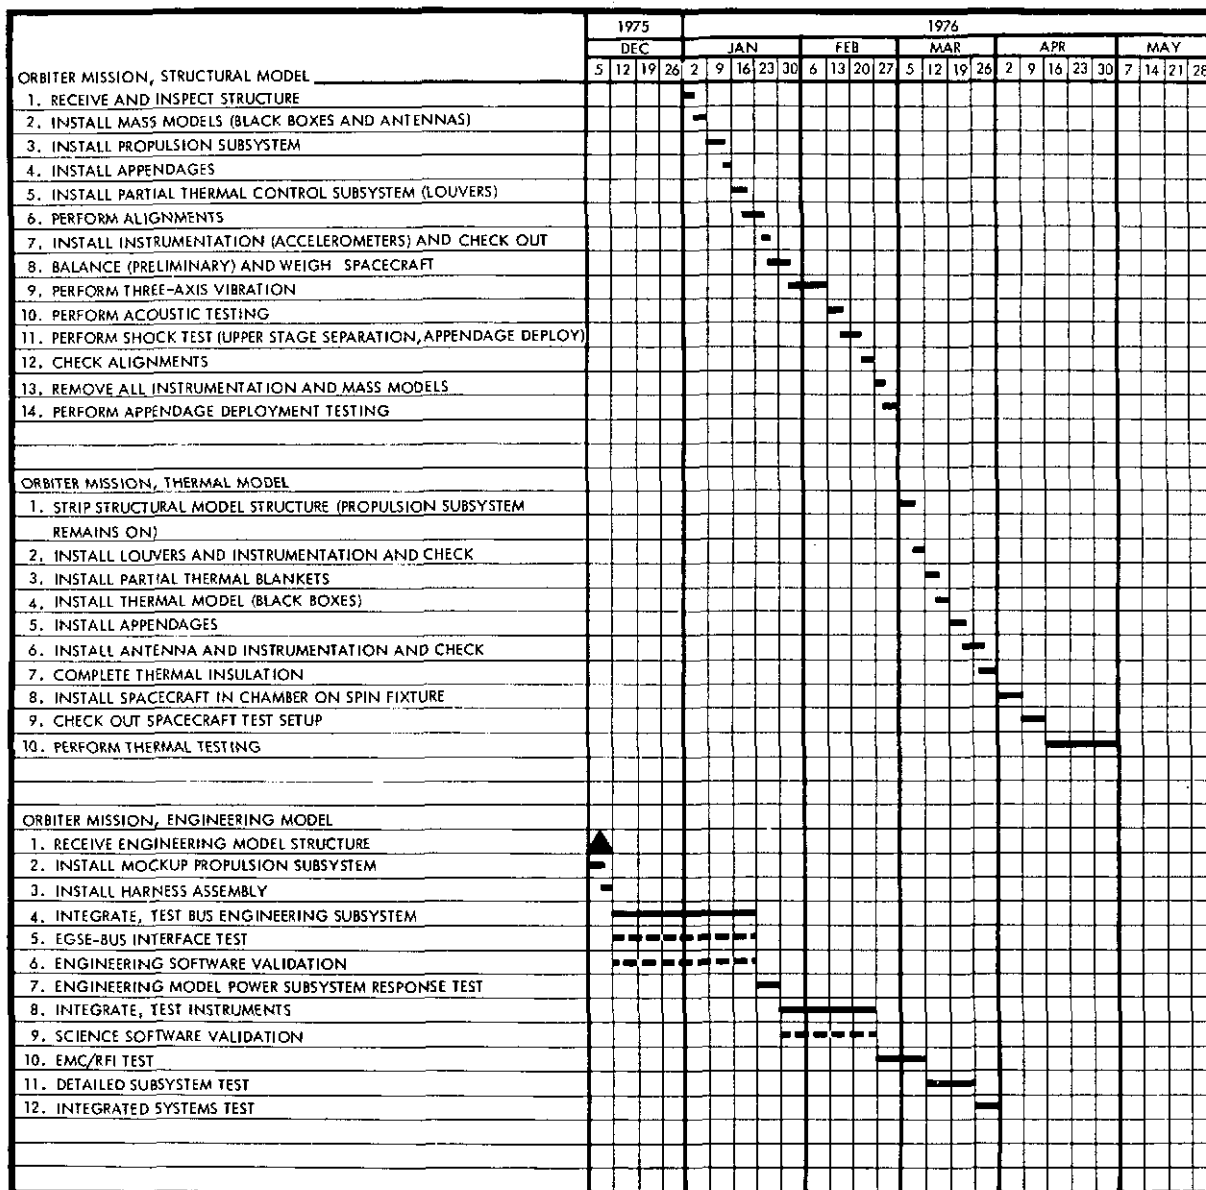 1975 1976
DEC JAN FEB MAR APR MAY
ORBITER MISSION, STRUCTURAL MODEL 5 12 19 26 2 9 16 23 30 6 13 20 27 5 12 19 26 2 9 16 23 30 7 14 21 28
1. RECEIVE AND INSPECT STRUCTURE
2. INSTALL MASS MODELS (BLACK BOXES AND ANTENNAS)
3. INSTALL PROPULSION SUBSYSTEM
4. INSTALL APPENDAGES
5. INSTALL PARTIAL THERMAL CONTROL SUBSYSTEM (LOUVERS)
6. PERFORM ALIGNMENTS
7. INSTALL INSTRUMENTATION (ACCELEROMETERS) AND CHECK OUT
8. BALANCE (PRELIMINARY) AND WEIGH SPACECRAFT
9. PERFORM THREE-AXIS VIBRATION
10. PERFORM ACOUSTIC TESTING
11. PERFORM SHOCK TEST (UPPER STAGE SEPARATION, APPENDAGE DEPLOY)
12. CHECK ALIGNMENTS
13. REMOVE ALL INSTRUMENTATION AND MASS MODELS
14. PERFORM APPENDAGE DEPLOYMENT TESTING
ORBITER MISSION, THERMAL MODEL
1. STRIP STRUCTURAL MODEL STRUCTURE (PROPULSION SUBSYSTEM
REMAINS ON)
2. INSTALL LOUVERS AND INSTRUMENTATION AND CHECK
3. INSTALL PARTIAL THERMAL BLANKETS
4. INSTALL THERMAL MODEL (BLACK BOXES)
5. INSTALL APPENDAGES
6. INSTALL ANTENNA AND INSTRUMENTATION AND CHECK
7. COMPLETE THERMAL INSULATION
8. INSTALL SPACECRAFT IN CHAMBER ON SPIN FIXTURE
9. CHECK OUT SPACECRAFT TEST SETUP
10. PERFORM THERMAL TESTING
ORBITER MISSION, ENGINEERING MODEL
1. RECEIVE ENGINEERING MODEL STRUCTURE
2. INSTALL MOCKUP PROPULSION SUBSYSTEM
3. INSTALL HARNESS ASSEMBLY
4. INTEGRATE, TEST BUS ENGINEERING SUBSYSTEM
5. EGSE-BUS INTERFACE TEST
6. ENGINEERING SOFTWARE VALIDATION
7. ENGINEERING MODEL POWER SUBSYSTEM RESPONSE TEST
8. INTEGRATE, TEST INSTRUMENTS
9. SCIENCE SOFTWARE VALIDATION
10. EMC/RFI TEST
11. DETAILED SUBSYSTEM TEST
12. INTEGRATED SYSTEMS TEST